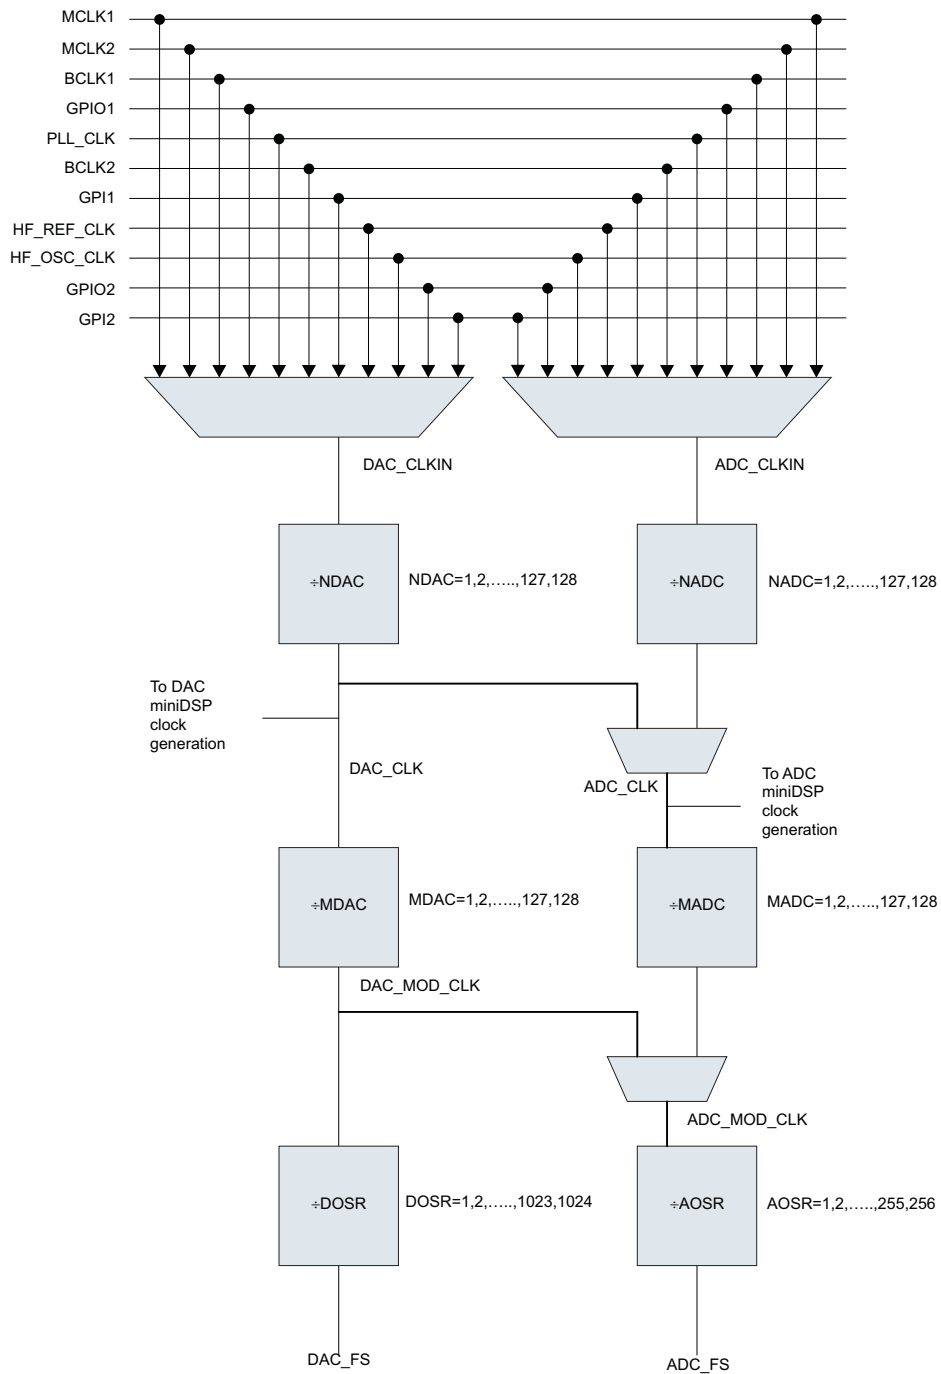 MCLK1
MCLK2
BCLK1
GPIO1
PLL_CLK
BCLK2
GPI1
HF_REF_CLK
HF_OSC_CLK
GPIO2
GPI2
DAC_CLKIN
ADC_CLKIN
÷NDAC
NDAC=1,2,.....,127,128
÷NADC
NADC=1,2,.....,127,128
To DAC
miniDSP
clock
generation
DAC_CLK
ADC_CLK
To ADC
miniDSP
clock
generation
÷MDAC
MDAC=1,2,.....,127,128
÷MADC
MADC=1,2,.....,127,128
DAC_MOD_CLK
ADC_MOD_CLK
÷DOSR
DOSR=1,2,.....,1023,1024
÷AOSR
AOSR=1,2,.....,255,256
DAC_FS
ADC_FS